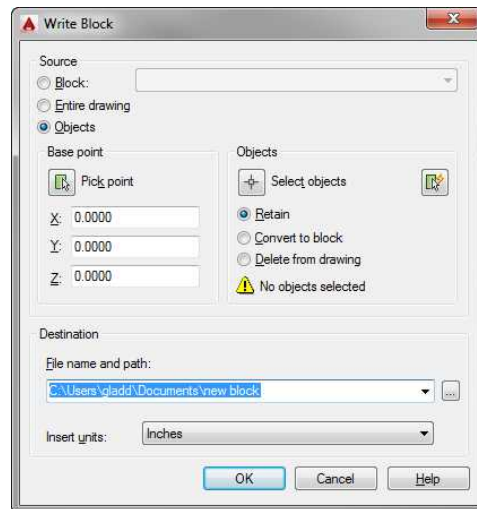 Write Block
Source
Block:
Entire drawing
Objects
Base point
Pick point
X: 0.0000
Y: 0.0000
Z: 0.0000
Objects
Select objects
Retain
Convert to block
Delete from drawing
No objects selected
Destination
File name and path:
C:\Users\gladd\Documents\new block
...
Insert units: Inches
OK Cancel Help